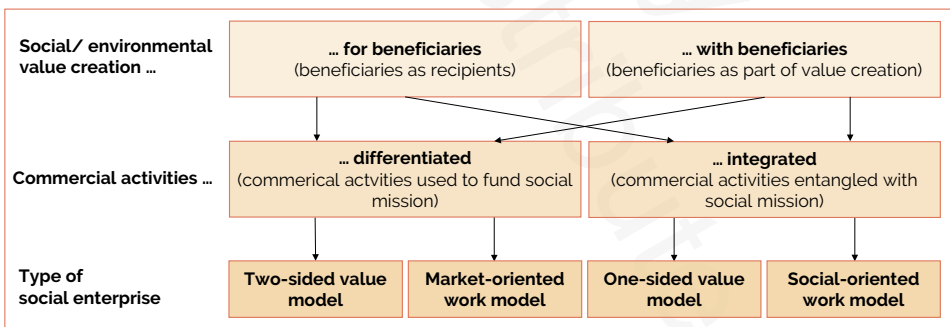 Social/ environmental
value creation …
… for beneficiaries
(beneficiaries as recipients)
… with beneficiaries
(beneficiaries as part of value creation)
Commercial activities …
… differentiated
(commerical actvities used to fund social
mission)
… integrated
(commercial activities entangled with
social mission)
Type of
social enterprise
Two-sided value
model
Market-oriented
work model
One-sided value
model
Social-oriented
work model